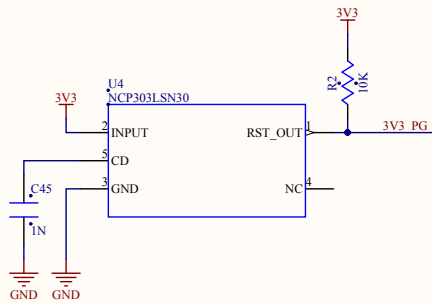 3V3
U4
NCP303LSN30
3V3
R2
10K
2
INPUT
RST_OUT
1
3V3_PG
5
CD
3
GND
NC
4
C45
1N
GND
GND